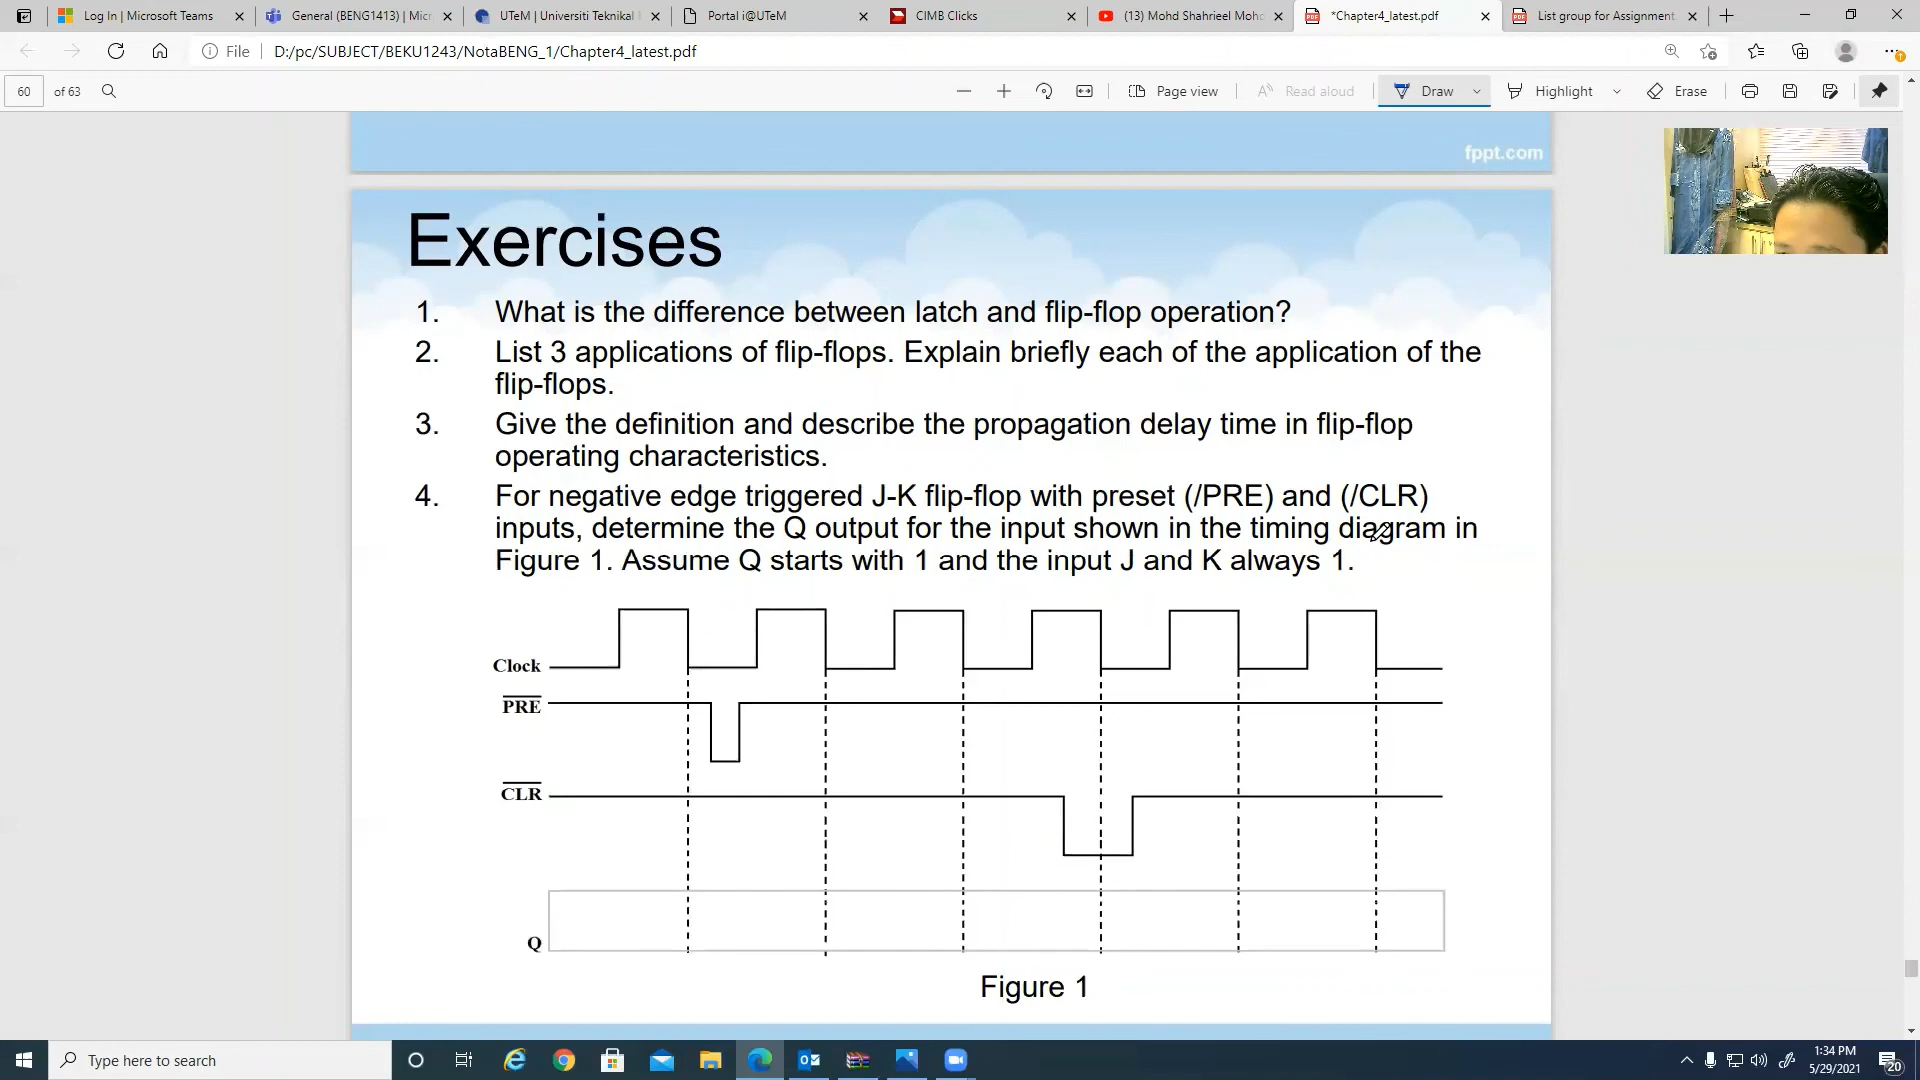 Log In | Microsoft Teams
General (BENG1413) | Micr
UTeM | Universiti Teknikal
Portal i@UTeM
CIMB Clicks
(13) Mohd Shahrieel Moho
*Chapter4_latest.pdf
List group for Assignment.
File
D:/pc/SUBJECT/BEKU1243/NotaBENG_1/Chapter4_latest.pdf
60 of 63
Page view
Read aloud
Draw
Highlight
Erase
fppt.com
Exercises
1. What is the difference between latch and flip-flop operation?
2. List 3 applications of flip-flops. Explain briefly each of the application of the
flip-flops.
3. Give the definition and describe the propagation delay time in flip-flop
operating characteristics.
4. For negative edge triggered J-K flip-flop with preset (/PRE) and (/CLR)
inputs, determine the Q output for the input shown in the timing diagram in
Figure 1. Assume Q starts with 1 and the input J and K always 1.
Clock
PRE
CLR
Q
Figure 1
Type here to search
1:34 PM
5/29/2021
20